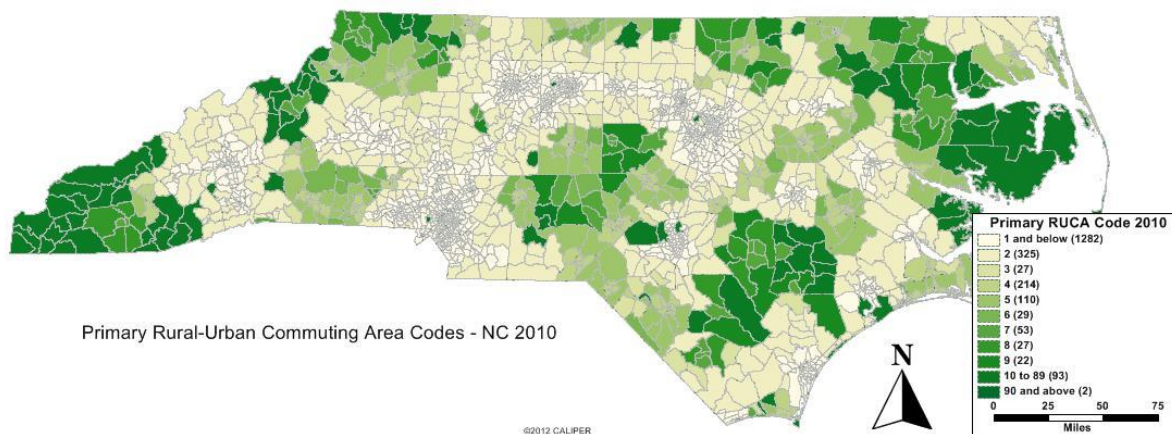 Primary RUCA Code 2010
1 and below (1282)
2 (325)
3 (27)
4 (214)
5 (110)
6 (29)
7 (53)
8 (27)
9 (22)
10 to 89 (93)
90 and above (2)
0 25 50 75
Miles
Primary Rural-Urban Commuting Area Codes - NC 2010
N
©2012 CALIPER